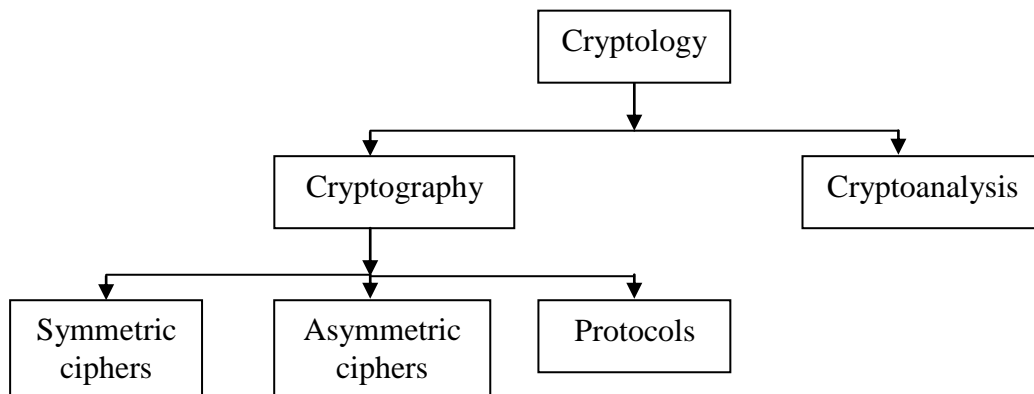 Cryptology
Cryptography
Cryptoanalysis
Symmetric
ciphers
Asymmetric
ciphers
Protocols